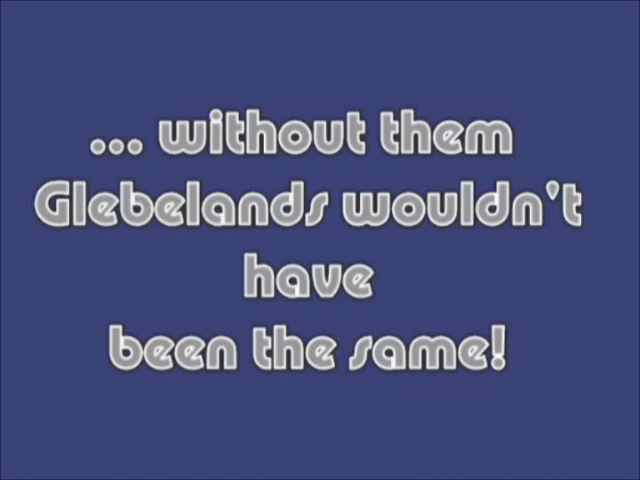 ... without them
Glebelands wouldn't
have
been the same!